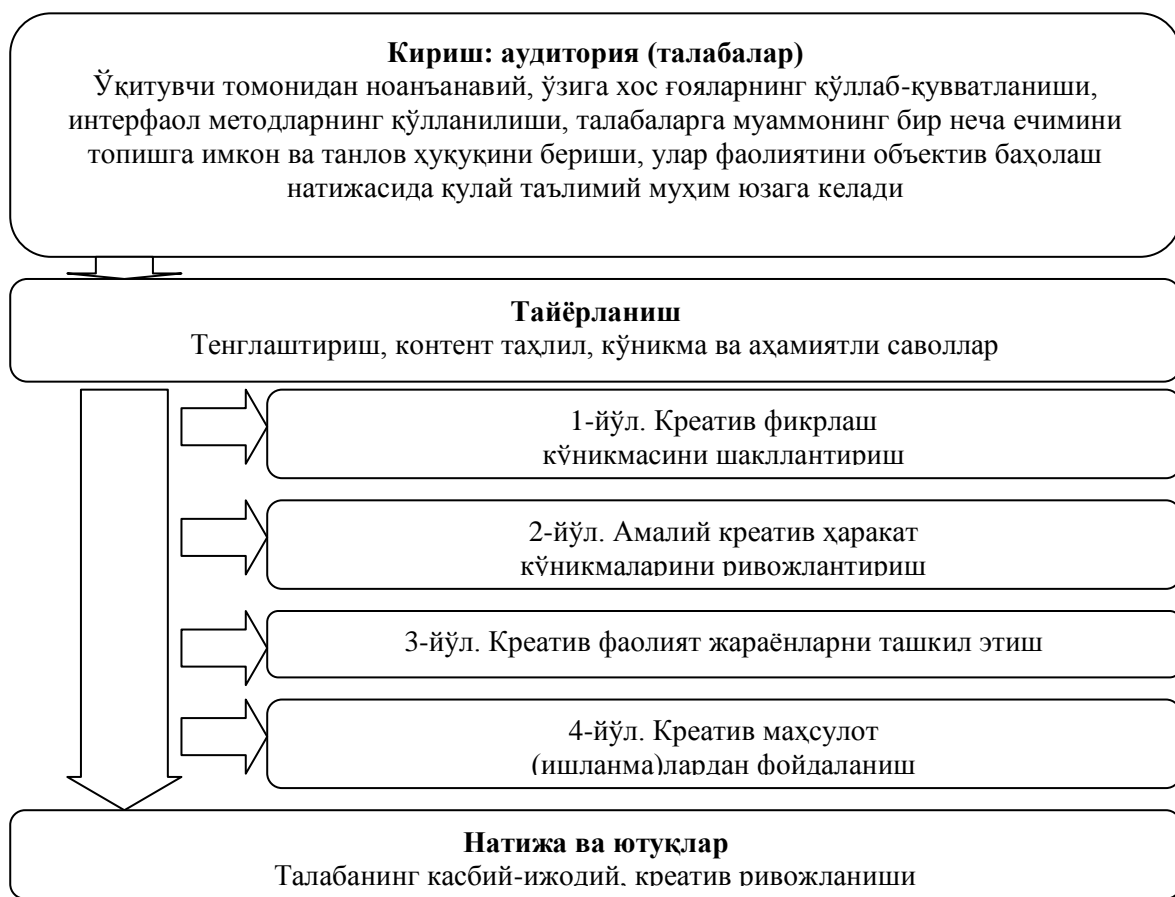 Кириш: аудитория (талабалар)
Ўқитувчи томонидан ноанъанавий, ўзига хос ғояларнинг қўллаб-қувватланиши,
интерфаол методларнинг қўлланилиши, талабаларга муаммонинг бир неча ечимини
топишга имкон ва танлов ҳуқуқини бериши, улар фаолиятини объектив баҳолаш
натижасида қулай таълимий муҳим юзага келади
Тайёрланиш
Тенглаштириш, контент таҳлил, кўникма ва аҳамиятли саволлар
1-йўл. Креатив фикрлаш
кўникмасини шакллантириш
2-йўл. Амалий креатив ҳаракат
кўникмаларини ривожлантириш
3-йўл. Креатив фаолият жараёнларни ташкил этиш
4-йўл. Креатив маҳсулот
(ишланма)лардан фойдаланиш
Натижа ва ютуқлар
Талабанинг касбий-ижодий, креатив ривожланиши